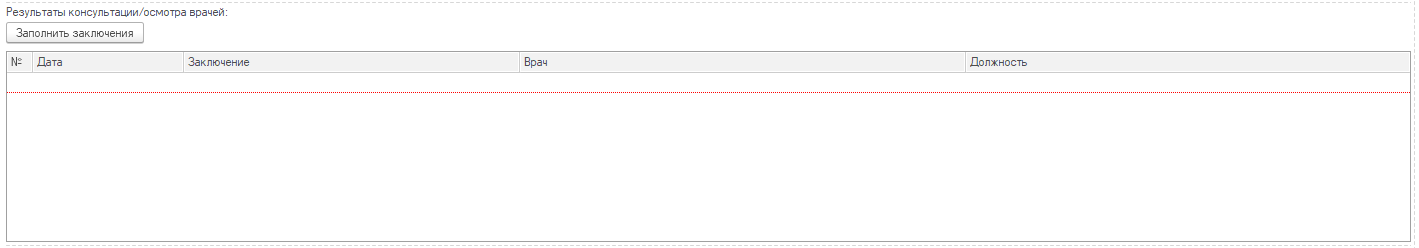 Результаты консультации/осмотра врачей:
Заполнить заключения
№ Дата Заключение Врач Должность